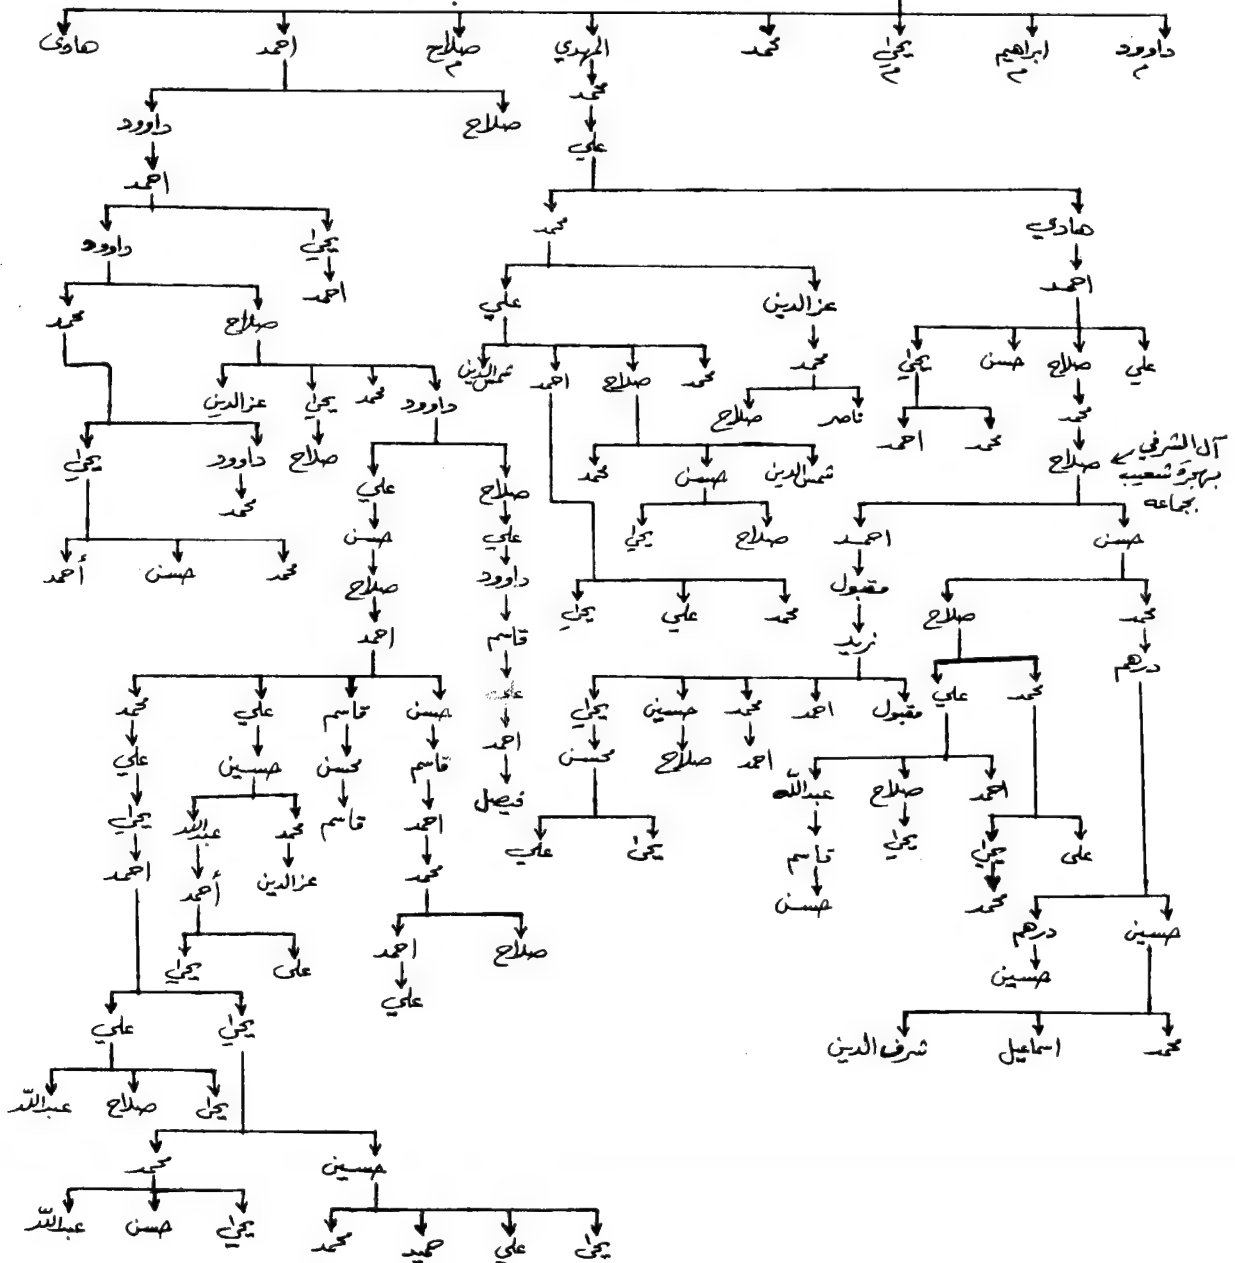 داوود ابراهيم يحيى محمد المهدي صلاح احمد هادى
م م م م
محمد
صلاح داوود
علي
احمد
هادي محمد يحيى داوود
احمد عزالدين علي احمد صلاح محمد
علي صلاح حسن يحيى محمد محمد صلاح احمد شمس الدين
داوود محمد يحيى عزالدين
محمد محمد احمد ناصر صلاح
آل الشرفي
بهجرة شعيب
بجماعه
صلاح شمس الدين حسن محمد صلاح داوود يحيى
صلاح علي محمد
حسن احمد صلاح يحيى علي حسن
محمد حسن أحمد
محمد صلاح مقبول محمد علي يحيى داوود صلاح
درهم زيد قاسم احمد
محمد علي مقبول احمد محمد حسين يحيى علي حسن قاسم علي محمد
احمد صلاح عبدالله احمد صلاح محسن احمد قاسم محسن حسين علي
على يحيى يحيى قاسم يحيى علي فيصل احمد قاسم محمد عبدالله يحيى
محمد حسن محمد عزالدين أحمد احمد
حسين درهم صلاح احمد على يحيى
حسين علي
محمد اسماعيل شرف الدين يحيى علي
يحيى صلاح عبدالله
حسين محمد
يحيى علي حميد محمد يحيي حسن عبدالله